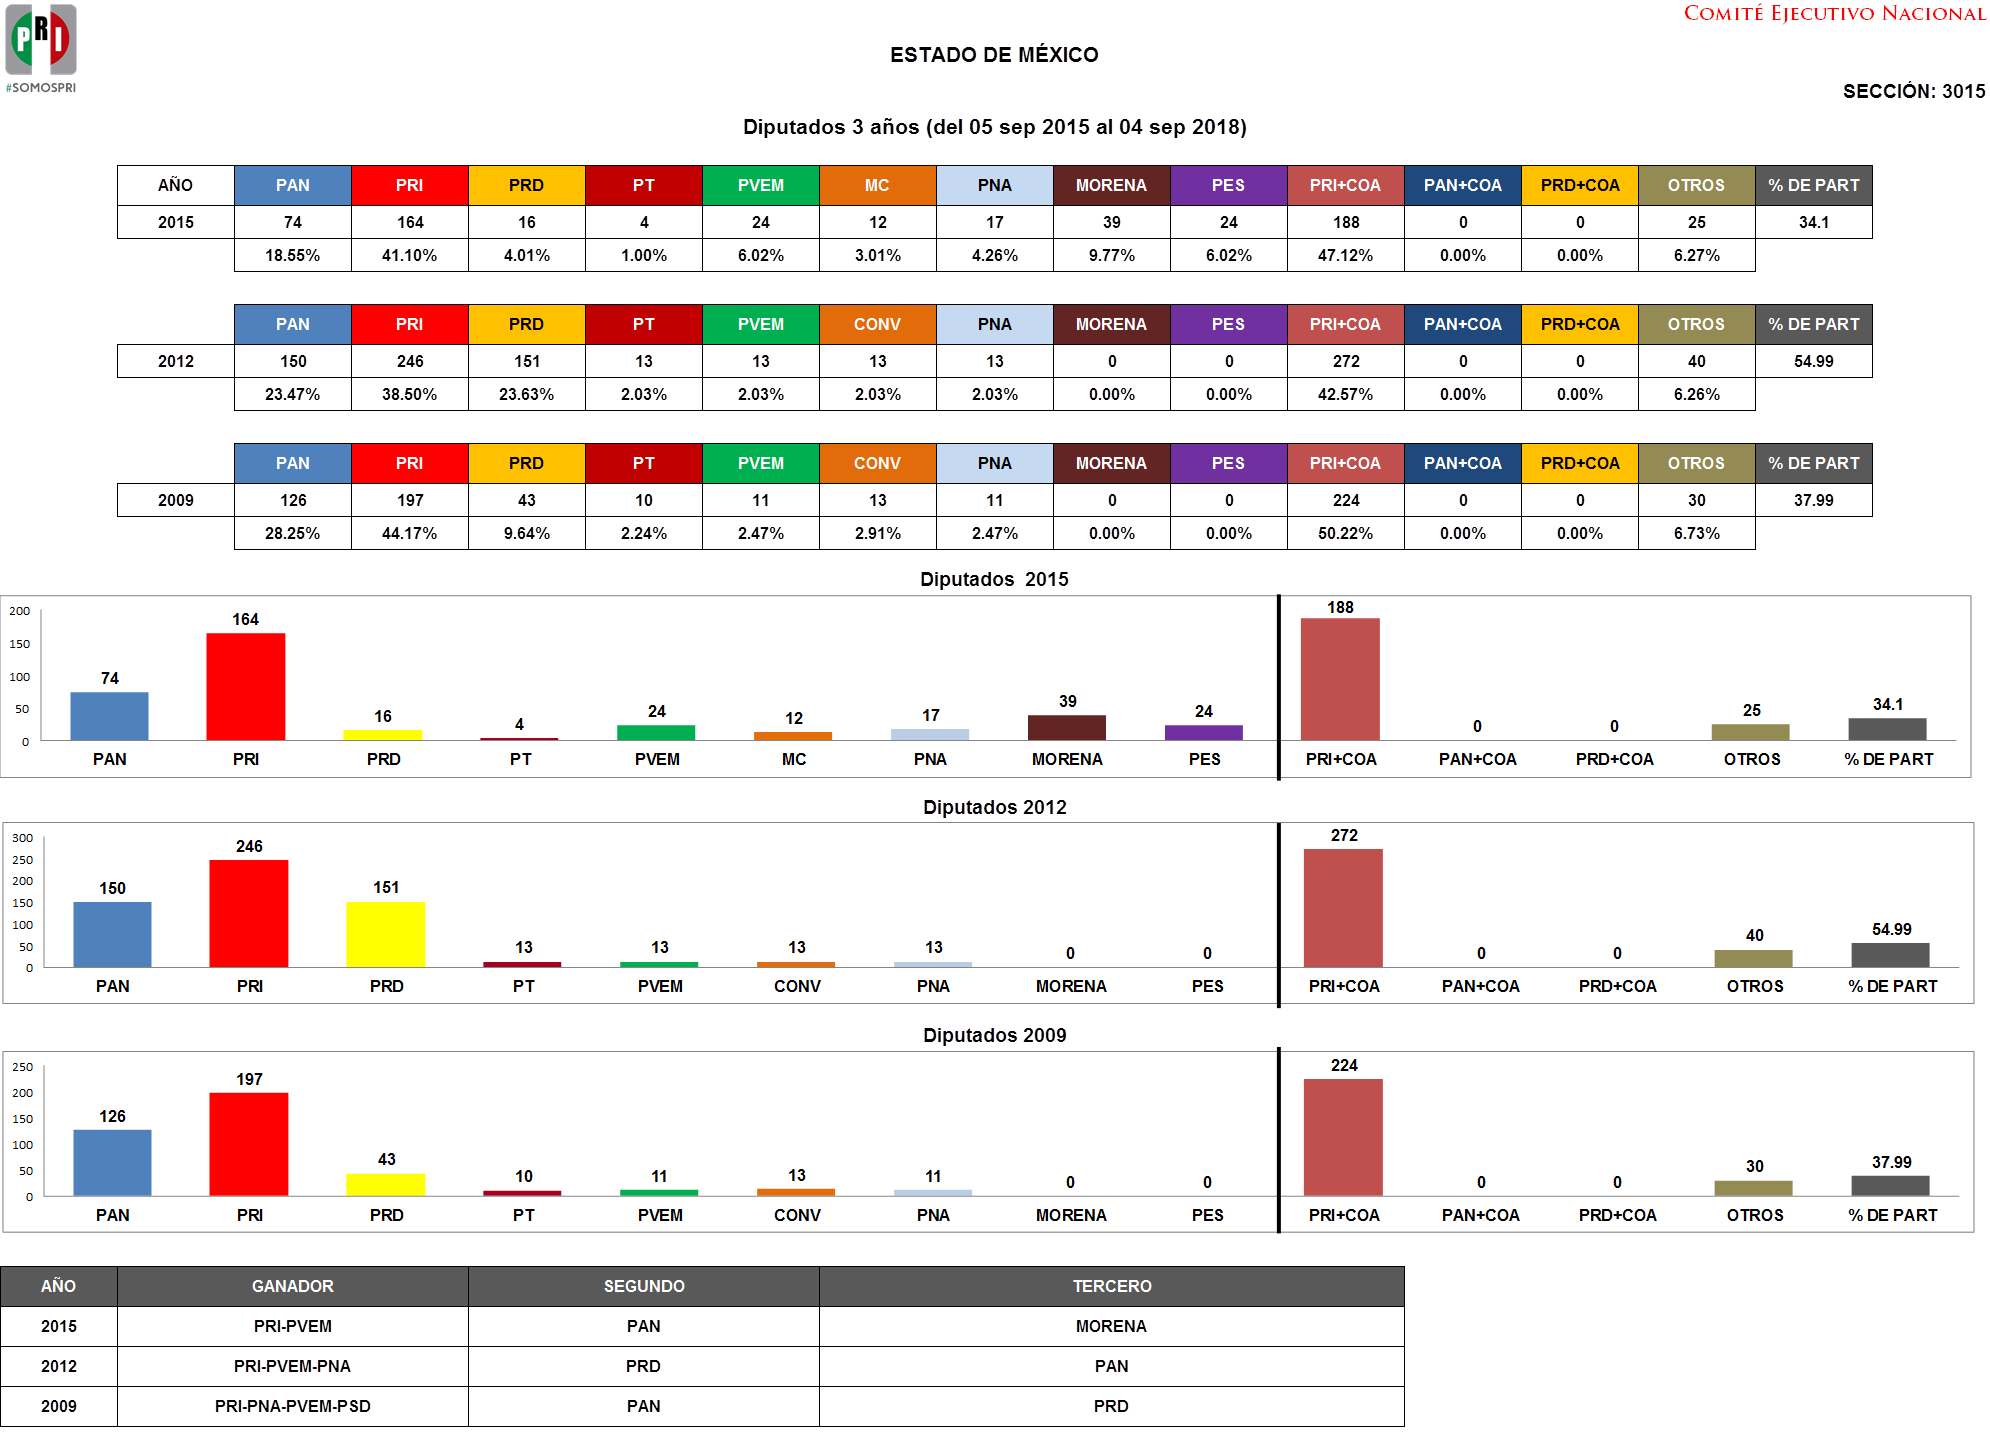 PRI
#SOMOSPRI
COMITÉ EJECUTIVO NACIONAL
ESTADO DE MÉXICO
SECCIÓN: 3015
Diputados 3 años (del 05 sep 2015 al 04 sep 2018)
AÑO PAN PRI PRD PT PVEM MC PNA MORENA PES PRI+COA PAN+COA PRD+COA OTROS % DE PART
2015 74 164 16 4 24 12 17 39 24 188 0 0 25 34.1
18.55% 41.10% 4.01% 1.00% 6.02% 3.01% 4.26% 9.77% 6.02% 47.12% 0.00% 0.00% 6.27%
PAN PRI PRD PT PVEM CONV PNA MORENA PES PRI+COA PAN+COA PRD+COA OTROS % DE PART
2012 150 246 151 13 13 13 13 0 0 272 0 0 40 54.99
23.47% 38.50% 23.63% 2.03% 2.03% 2.03% 2.03% 0.00% 0.00% 42.57% 0.00% 0.00% 6.26%
PAN PRI PRD PT PVEM CONV PNA MORENA PES PRI+COA PAN+COA PRD+COA OTROS % DE PART
2009 126 197 43 10 11 13 11 0 0 224 0 0 30 37.99
28.25% 44.17% 9.64% 2.24% 2.47% 2.91% 2.47% 0.00% 0.00% 50.22% 0.00% 0.00% 6.73%
Diputados 2015
200
150
100
50
0
74 164 16 4 24 12 17 39 24 188 0 0 25 34.1
PAN PRI PRD PT PVEM MC PNA MORENA PES PRI+COA PAN+COA PRD+COA OTROS % DE PART
Diputados 2012
300
250
200
150
100
50
0
150 246 151 13 13 13 13 0 0 272 0 0 40 54.99
PAN PRI PRD PT PVEM CONV PNA MORENA PES PRI+COA PAN+COA PRD+COA OTROS % DE PART
Diputados 2009
250
200
150
100
50
0
126 197 43 10 11 13 11 0 0 224 0 0 30 37.99
PAN PRI PRD PT PVEM CONV PNA MORENA PES PRI+COA PAN+COA PRD+COA OTROS % DE PART
AÑO GANADOR SEGUNDO TERCERO
2015 PRI-PVEM PAN MORENA
2012 PRI-PVEM-PNA PRD PAN
2009 PRI-PNA-PVEM-PSD PAN PRD